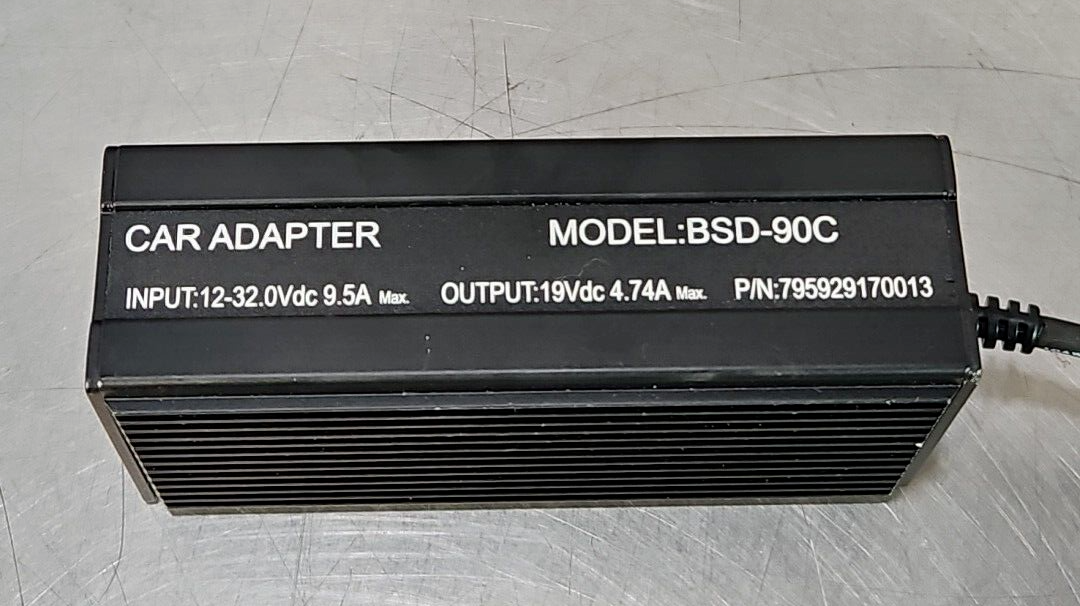 CAR ADAPTER MODEL:BSD-90C
INPUT:12-32.0Vdc 9.5A Max. OUTPUT:19Vdc 4.74A Max. P/N:795929170013